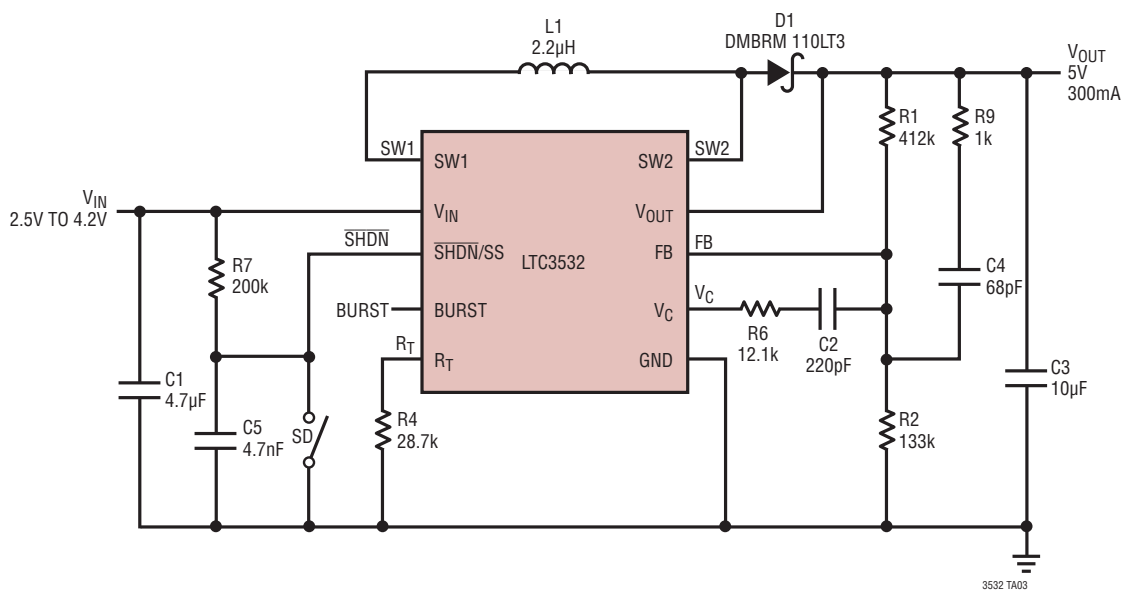 L1
2.2µH
D1
DMBRM 110LT3
VOUT
5V
300mA
R1
412k
R9
1k
SW1
SW1
SW2
SW2
VIN
2.5V TO 4.2V
VIN
VOUT
SHDN
SHDN/SS
LTC3532
FB
FB
R7
200k
C4
68pF
BURST
BURST
VC
VC
R6
12.1k
C2
220pF
RT
RT
GND
C1
4.7µF
C3
10µF
C5
4.7nF
SD
R4
28.7k
R2
133k
3532 TA03